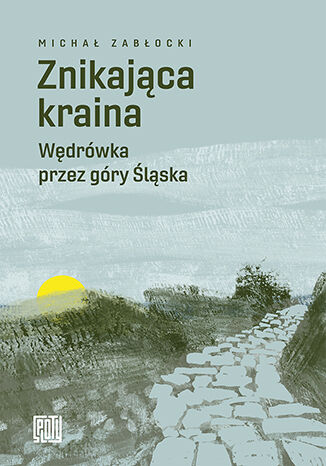 MICHAŁ ZABŁOCKI
Znikająca
kraina
Wędrówka
przez góry Śląska